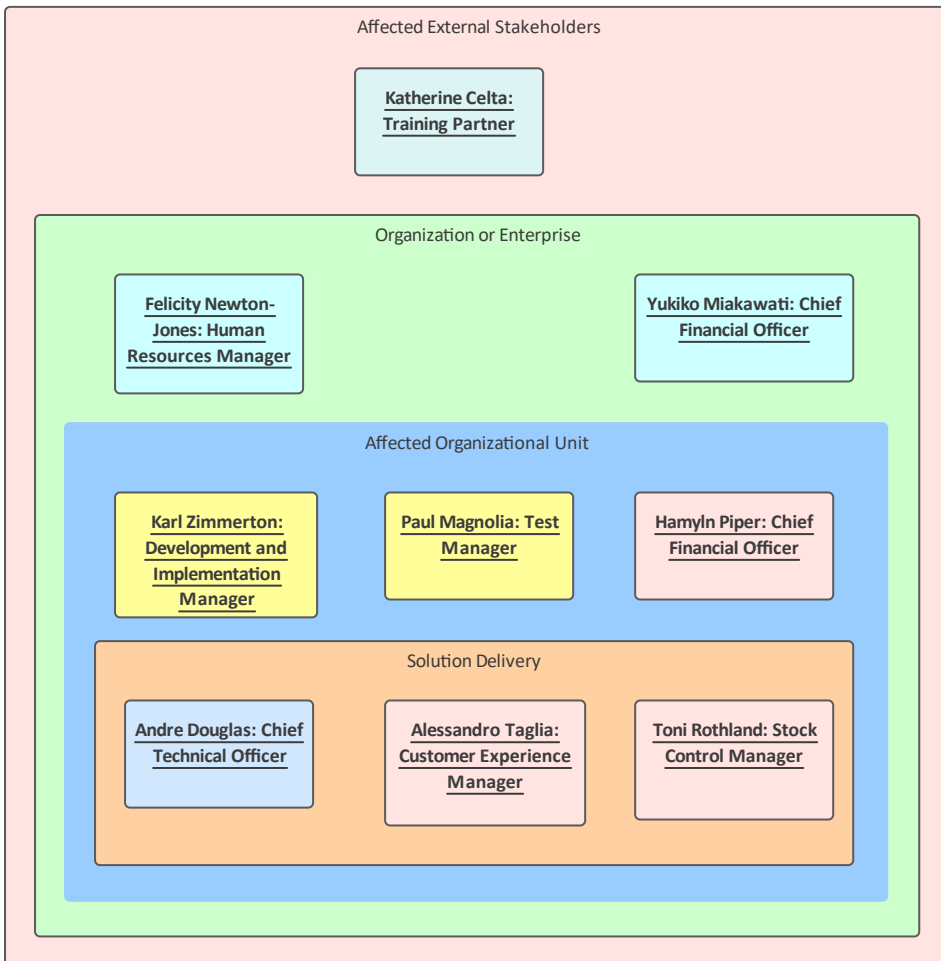 Affected External Stakeholders
Katherine Celta:
Training Partner
Organization or Enterprise
Felicity Newton-
Jones: Human
Resources Manager
Yukiko Miakawati: Chief
Financial Officer
Affected Organizational Unit
Karl Zimmerton:
Development and
Implementation
Manager
Paul Magnolia: Test
Manager
Hamyln Piper: Chief
Financial Officer
Solution Delivery
Andre Douglas: Chief
Technical Officer
Alessandro Taglia:
Customer Experience
Manager
Toni Rothland: Stock
Control Manager